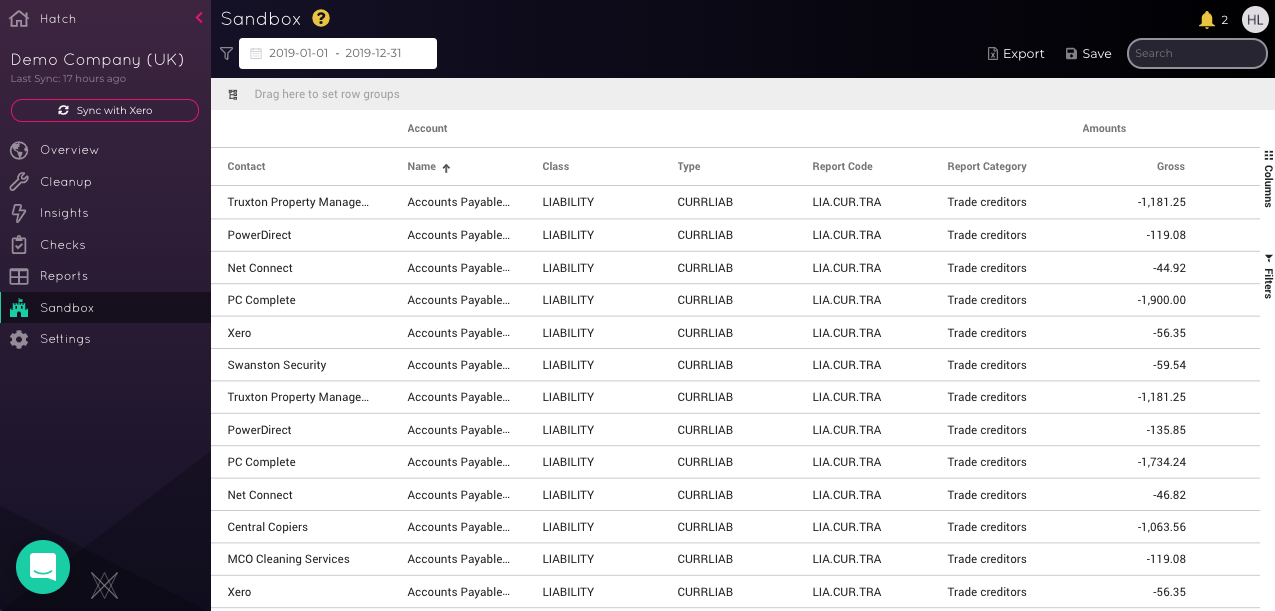 Hatch
Demo Company (UK)
Last Sync: 17 hours ago
Sync with Xero
Overview
Cleanup
Insights
Checks
Reports
Sandbox
Settings
Sandbox ?
2 HL
2019-01-01 - 2019-12-31
Export Save Search
Drag here to set row groups
Account Amounts
Contact Name Class Type Report Code Report Category Gross
Truxton Property Manage... Accounts Payable... LIABILITY CURRLIAB LIA.CUR.TRA Trade creditors -1,181.25
PowerDirect Accounts Payable... LIABILITY CURRLIAB LIA.CUR.TRA Trade creditors -119.08
Net Connect Accounts Payable... LIABILITY CURRLIAB LIA.CUR.TRA Trade creditors -44.92
PC Complete Accounts Payable... LIABILITY CURRLIAB LIA.CUR.TRA Trade creditors -1,900.00
Xero Accounts Payable... LIABILITY CURRLIAB LIA.CUR.TRA Trade creditors -56.35
Swanston Security Accounts Payable... LIABILITY CURRLIAB LIA.CUR.TRA Trade creditors -59.54
Truxton Property Manage... Accounts Payable... LIABILITY CURRLIAB LIA.CUR.TRA Trade creditors -1,181.25
PowerDirect Accounts Payable... LIABILITY CURRLIAB LIA.CUR.TRA Trade creditors -135.85
PC Complete Accounts Payable... LIABILITY CURRLIAB LIA.CUR.TRA Trade creditors -1,734.24
Net Connect Accounts Payable... LIABILITY CURRLIAB LIA.CUR.TRA Trade creditors -46.82
Central Copiers Accounts Payable... LIABILITY CURRLIAB LIA.CUR.TRA Trade creditors -1,063.56
MCO Cleaning Services Accounts Payable... LIABILITY CURRLIAB LIA.CUR.TRA Trade creditors -119.08
Xero Accounts Payable... LIABILITY CURRLIAB LIA.CUR.TRA Trade creditors -56.35
Columns
Filters